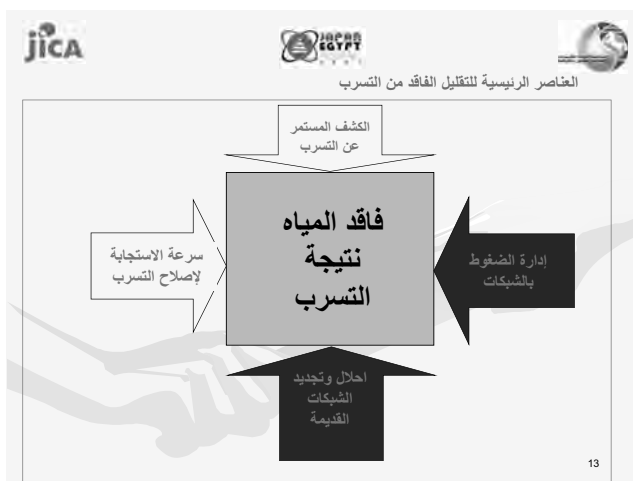 jICA
JAPAN
EGYPT
العناصر الرئيسية للتقليل الفاقد من التسرب
الكشف المستمر
عن التسرب
فاقد المياه
نتيجة
التسرب
سرعة الاستجابة
لإصلاح التسرب
إدارة الضغوط
بالشبكات
احلال وتجديد
الشبكات
القديمة
13